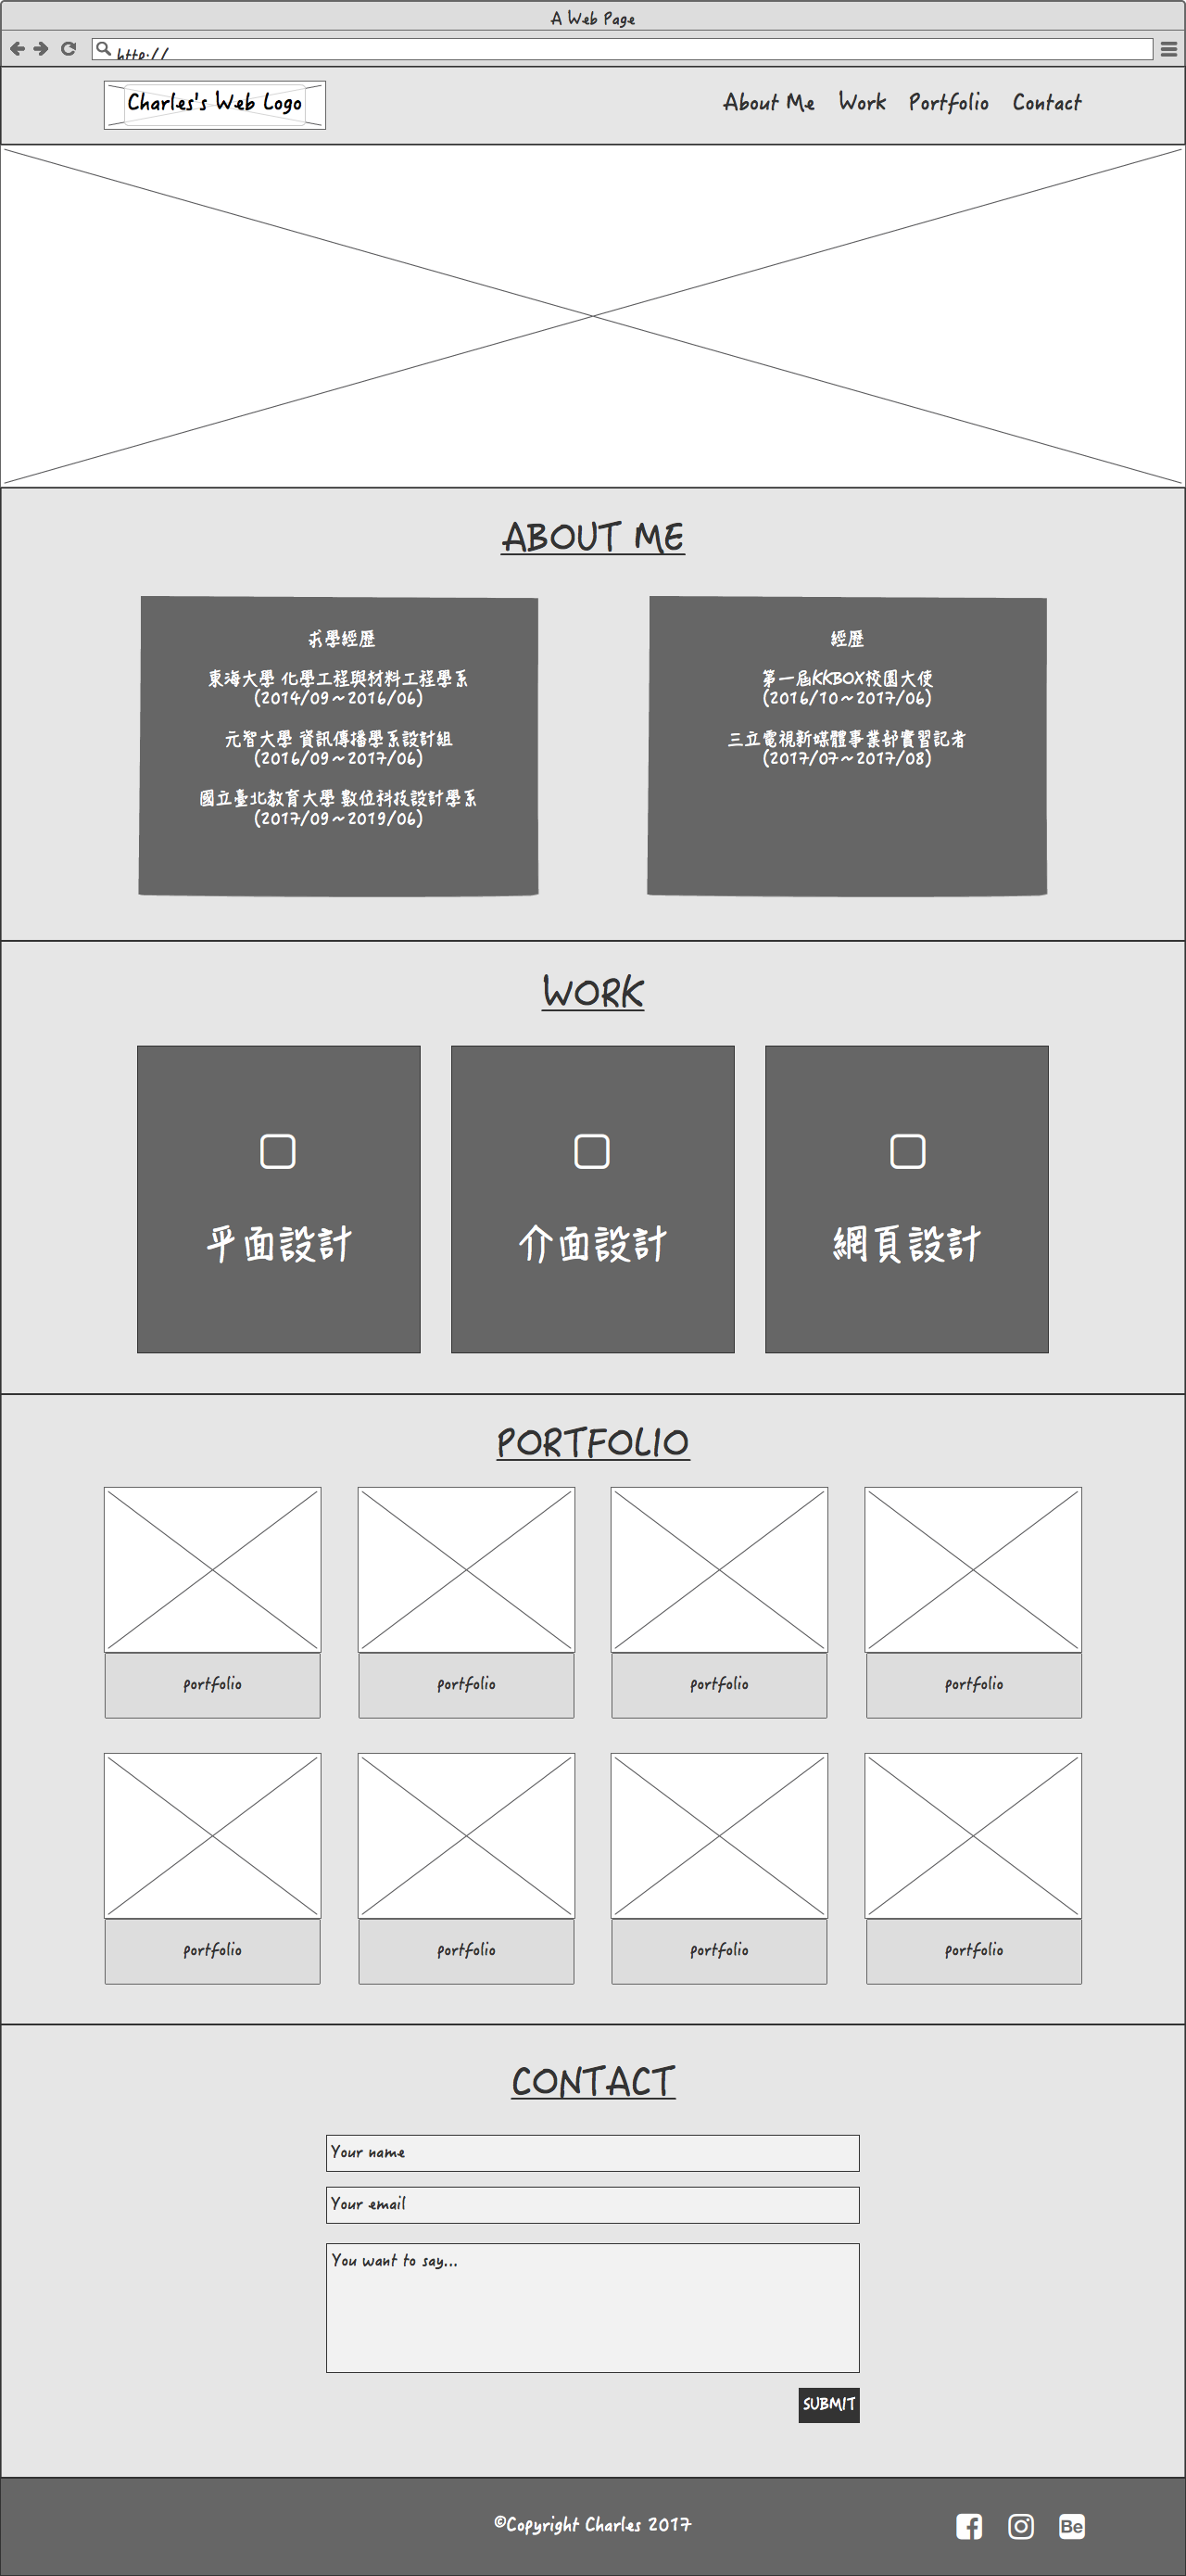 A Web Page
http://
Charles's Web Logo
About Me Work Portfolio Contact
ABOUT ME
求學經歷
東海大學 化學工程與材料工程學系
(2014/09~2016/06)
元智大學 資訊傳播學系設計組
(2016/09~2017/06)
國立臺北教育大學 數位科技設計學系
(2017/09~2019/06)
經歷
第一屆KKBOX校園大使
(2016/10~2017/06)
三立電視新媒體事業部實習記者
(2017/07~2017/08)
WORK
平面設計
介面設計
網頁設計
PORTFOLIO
portfolio portfolio portfolio portfolio
portfolio portfolio portfolio portfolio
CONTACT
Your name
Your email
You want to say...
SUBMIT
©Copyright Charles 2017
Be